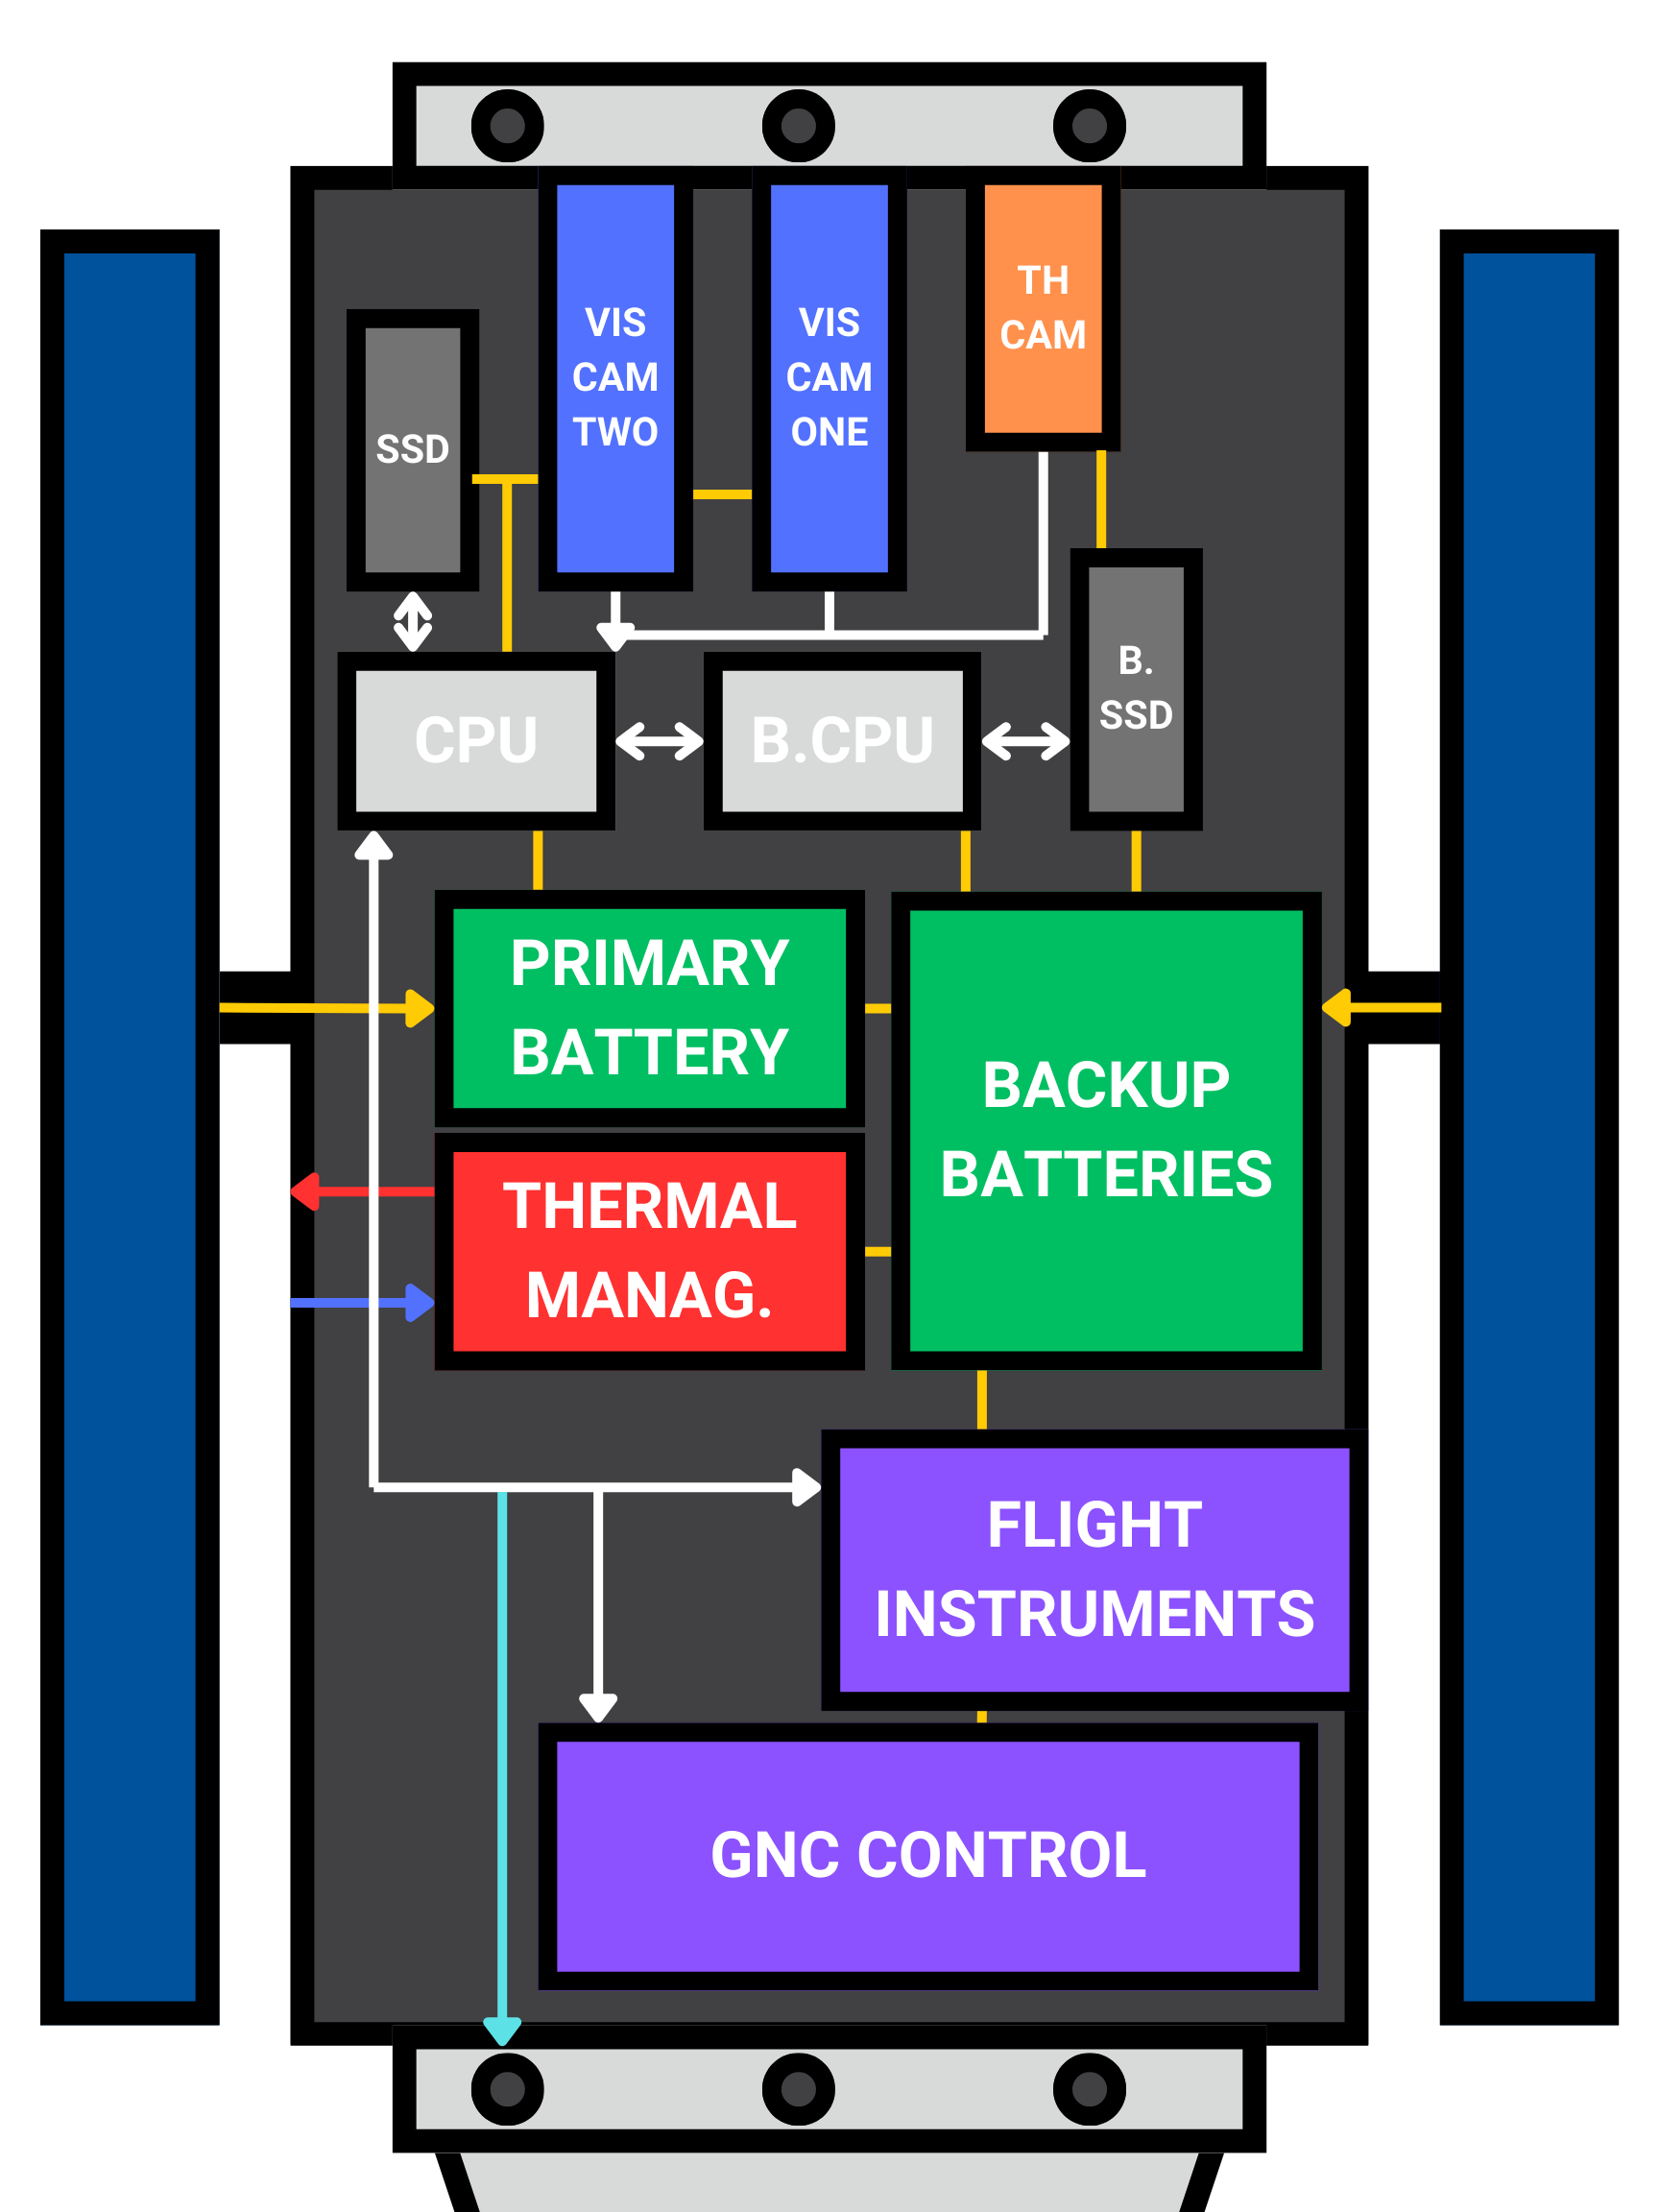 VIS
CAM
TWO
VIS
CAM
ONE
TH
CAM
SSD
B.
SSD
CPU
B.CPU
PRIMARY
BATTERY
BACKUP
BATTERIES
THERMAL
MANAG.
FLIGHT
INSTRUMENTS
GNC CONTROL